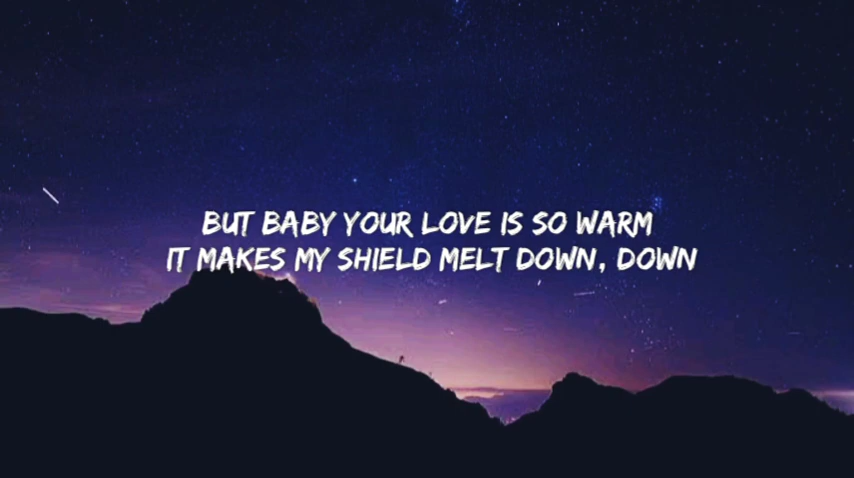 BUT BABY YOUR LOVE IS SO WARM
IT MAKES MY SHIELD MELT DOWN, DOWN